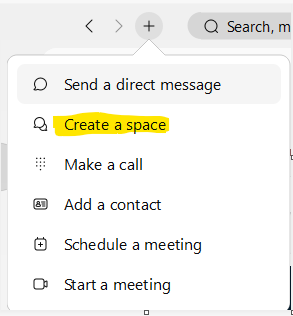 Search, m
Send a direct message
Create a space
Make a call
Add a contact
Schedule a meeting
Start a meeting